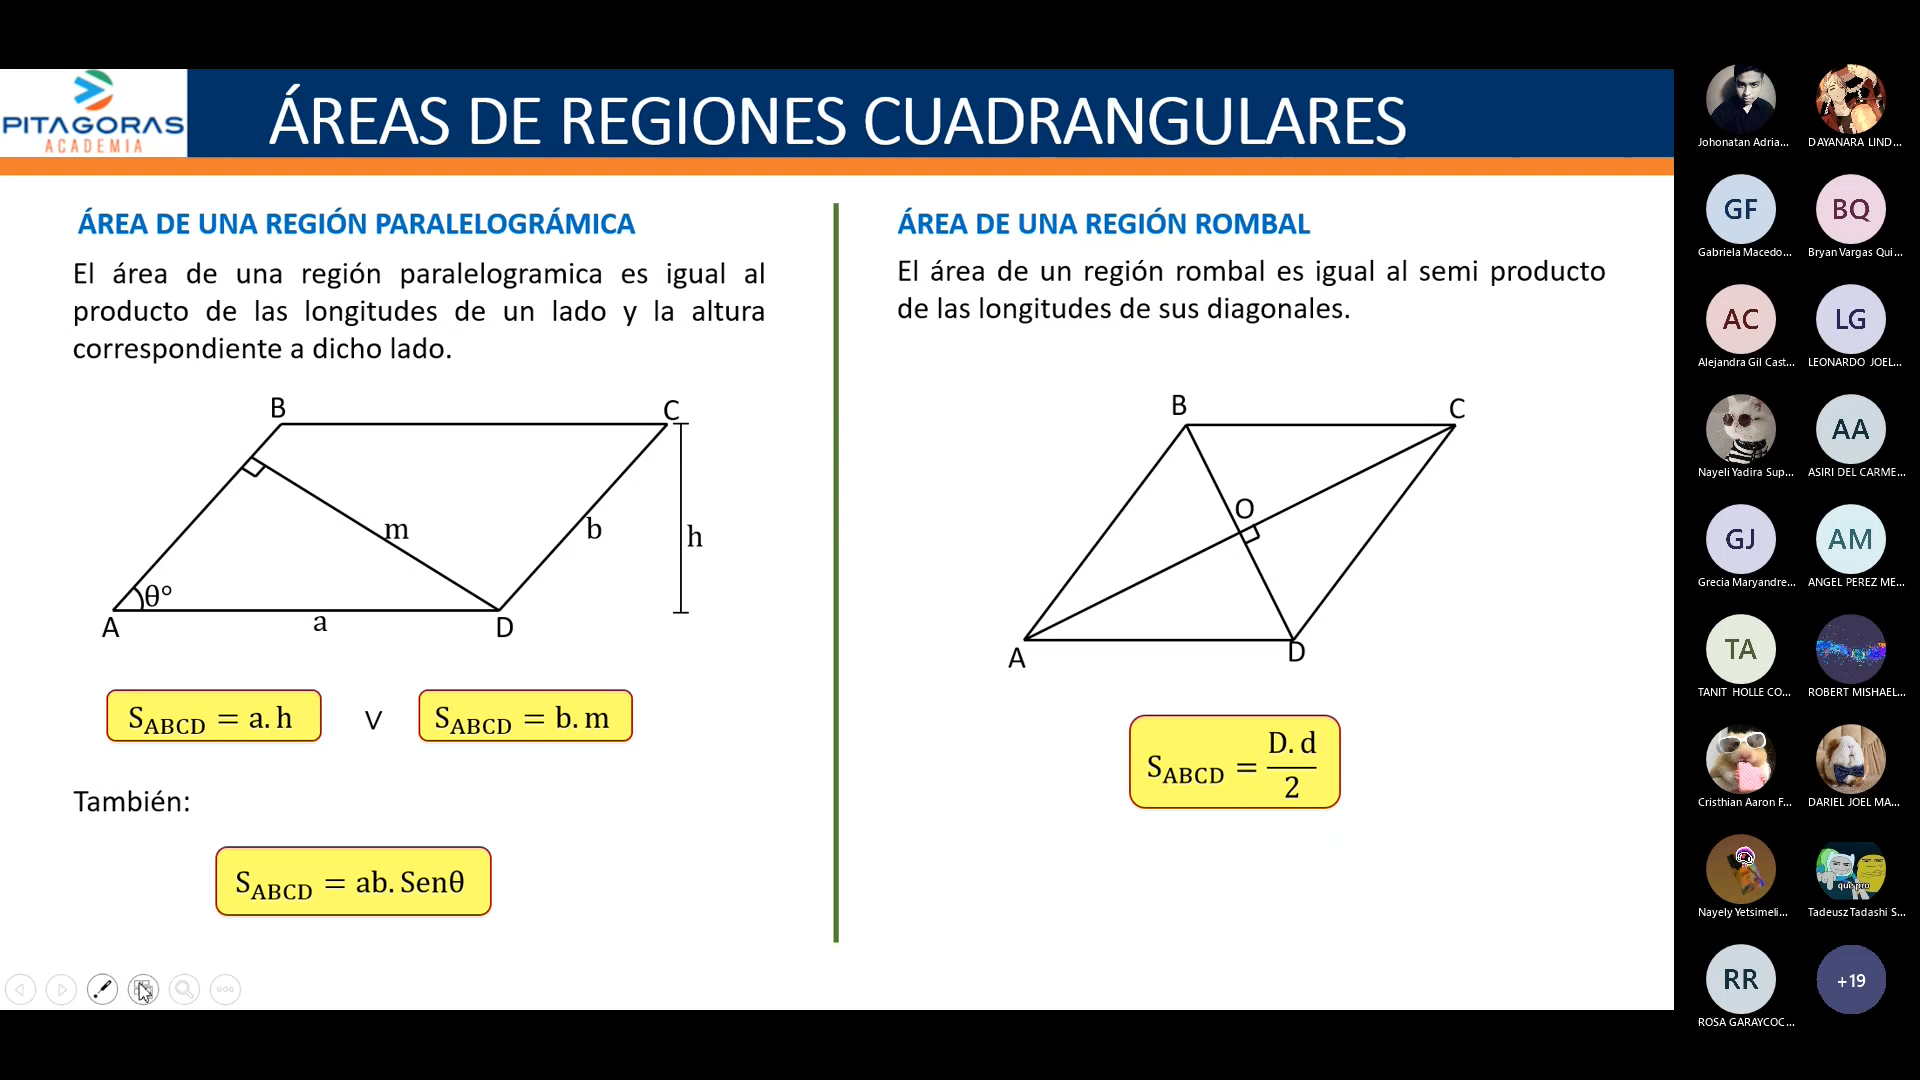 PITAGORAS
ACADEMIA
ÁREAS DE REGIONES CUADRANGULARES
ÁREA DE UNA REGIÓN PARALELOGRÁMICA
El área de una región paralelogramica es igual al
producto de las longitudes de un lado y la altura
correspondiente a dicho lado.
B
C
m
b
h
θ°
A
a
D
S_ABCD = a. h
V
S_ABCD = b. m
También:
S_ABCD = ab. Senθ
ÁREA DE UNA REGIÓN ROMBAL
El área de un región rombal es igual al semi producto
de las longitudes de sus diagonales.
B
C
O
A
D
S_ABCD = D. d / 2
Johonatan Adria...
DAYANARA LIND...
GF
BQ
Gabriela Macedo...
Bryan Vargas Qui...
AC
LG
Alejandra Gil Cast...
LEONARDO JOEL...
AA
Nayeli Yadira Sup...
ASIRI DEL CARME...
GJ
AM
Grecia Maryandre...
ANGEL PEREZ ME...
TA
TANIT HOLLE CO...
ROBERT MISHAEL...
Cristhian Aaron F...
DARIEL JOEL MA...
que pro
Nayely Yetsimeli...
Tadeusz Tadashi S...
RR
+19
ROSA GARAYCOC...